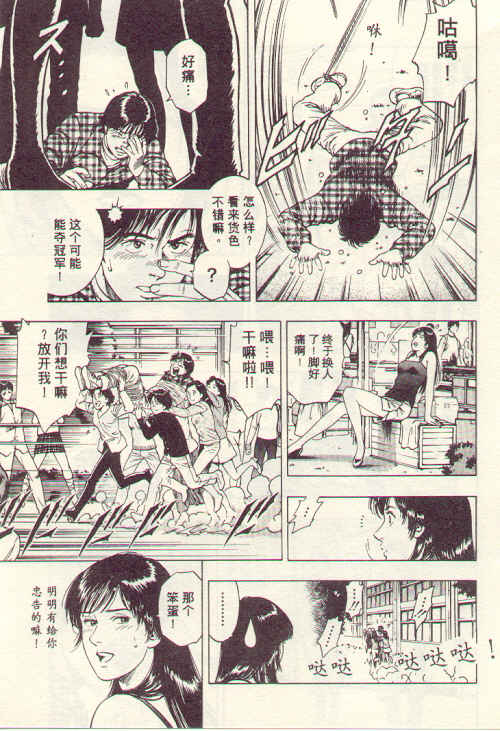 咕噶！
咻！
好痛…
怎么样？
看来货色
不错嘛。
？
这个可能
能夺冠军！
终于换人
了！脚好
痛啊！
喂…喂！
干嘛啦!!
你们想干嘛
？放开我！
……
…
哒哒
哒哒哒
！
………
那个
笨蛋！
明明有给你
忠告的嘛！